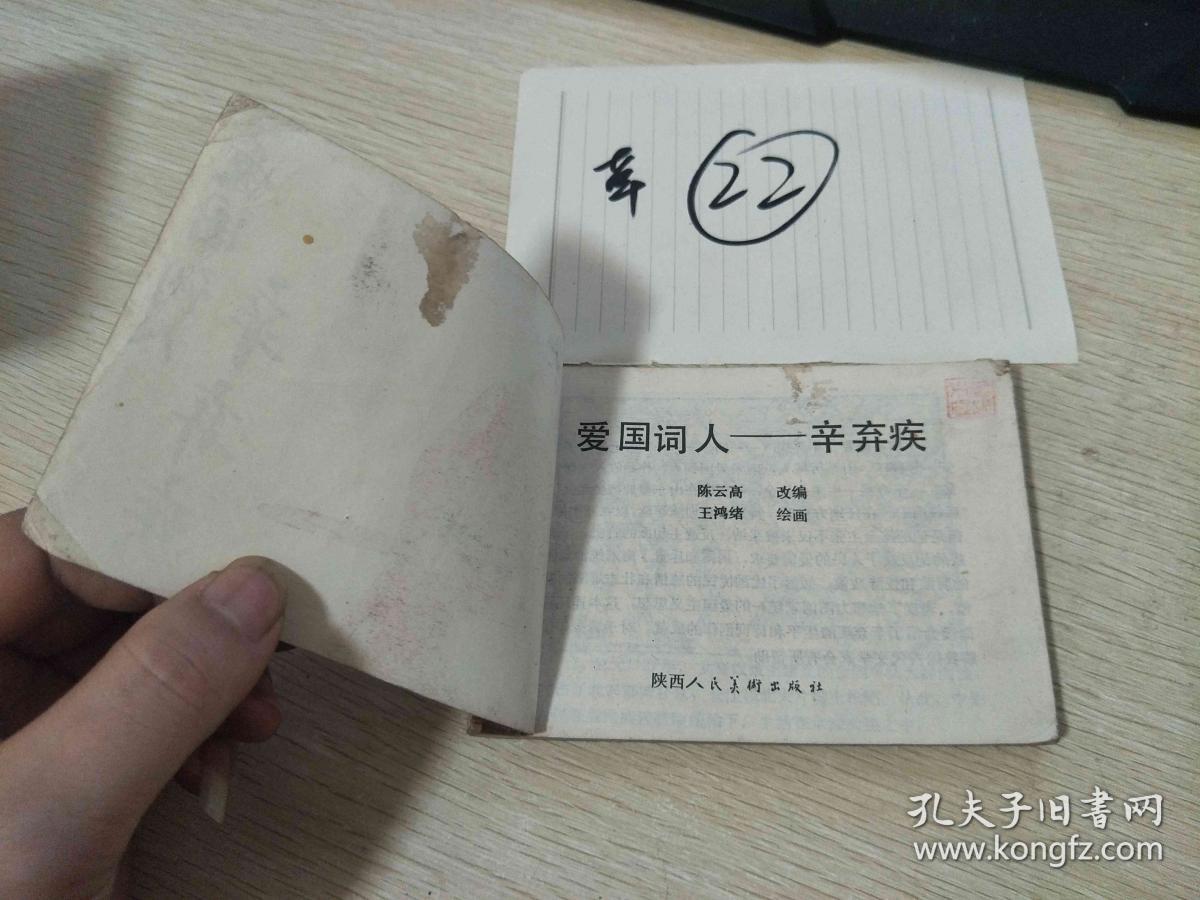 革 22
爱国词人——辛弃疾
陈云高 改编
王鸿绪 绘画
陕西人民美術出版社
孔夫子旧书网
www.kongfz.com